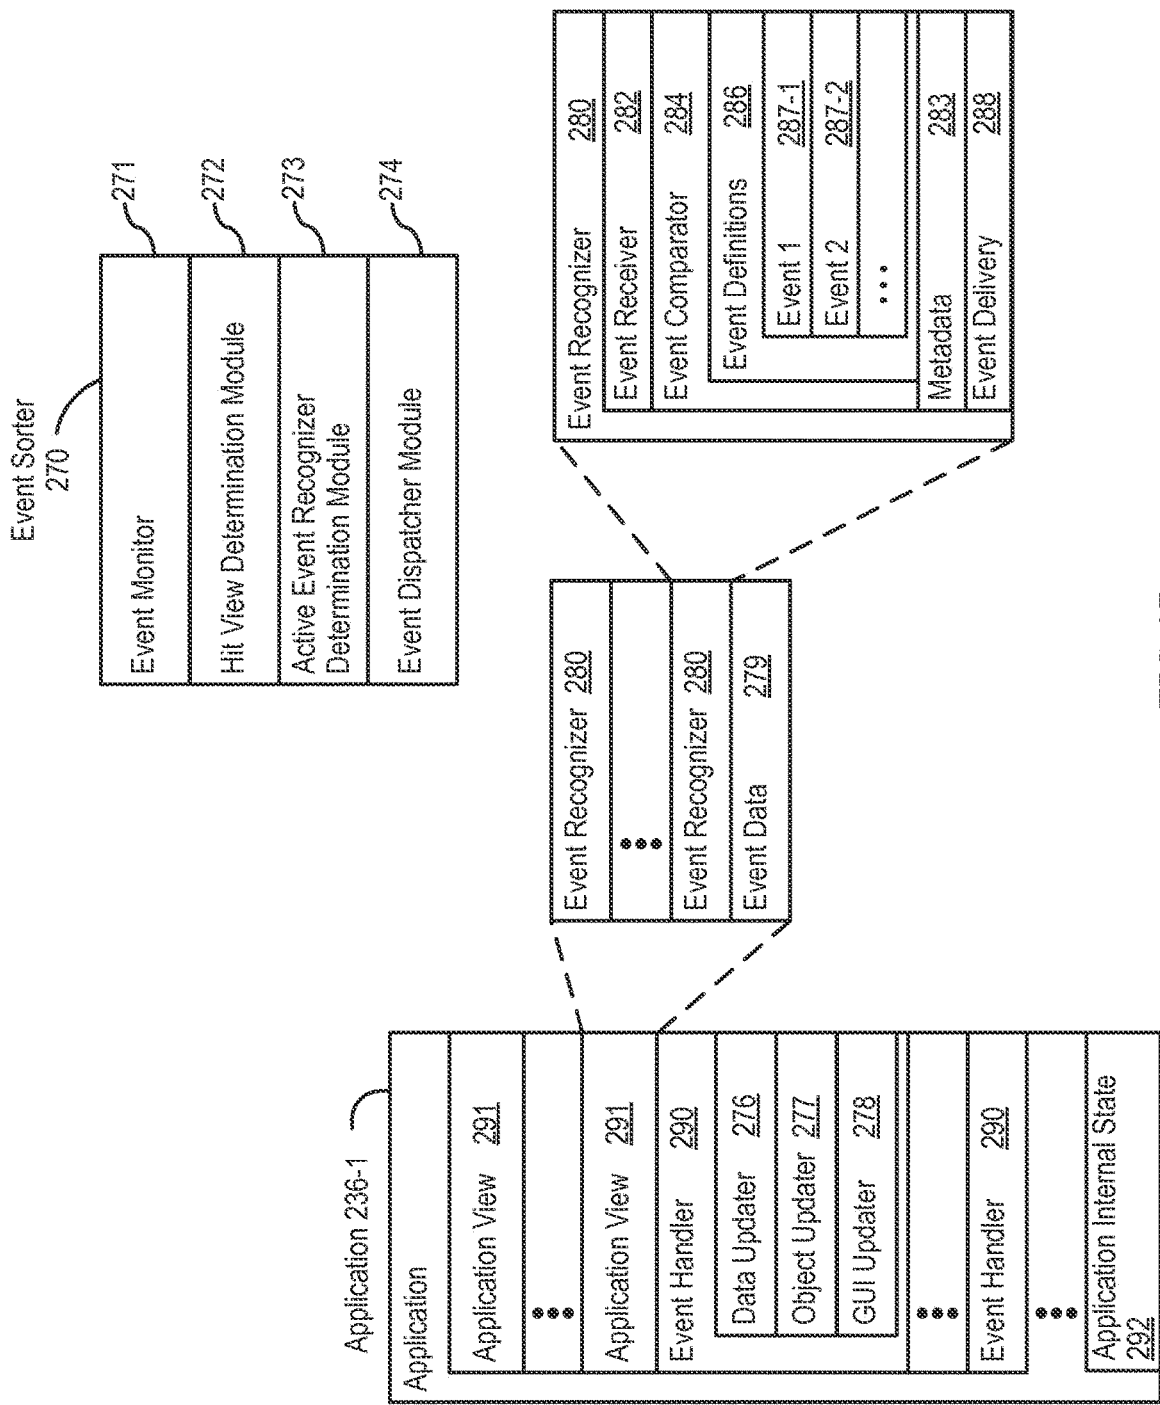 Event Sorter
270
Event Monitor
271
Hit View Determination Module
272
Active Event Recognizer
Determination Module
273
Event Dispatcher Module
274
Application 236-1
Application
Application View 291
Application View 291
Event Handler 290
Data Updater 276
Object Updater 277
GUI Updater 278
Event Handler 290
Application Internal State
292
Event Recognizer 280
Event Recognizer 280
Event Data 279
Event Recognizer 280
Event Receiver 282
Event Comparator 284
Event Definitions 286
Event 1 287-1
Event 2 287-2
Metadata 283
Event Delivery 288